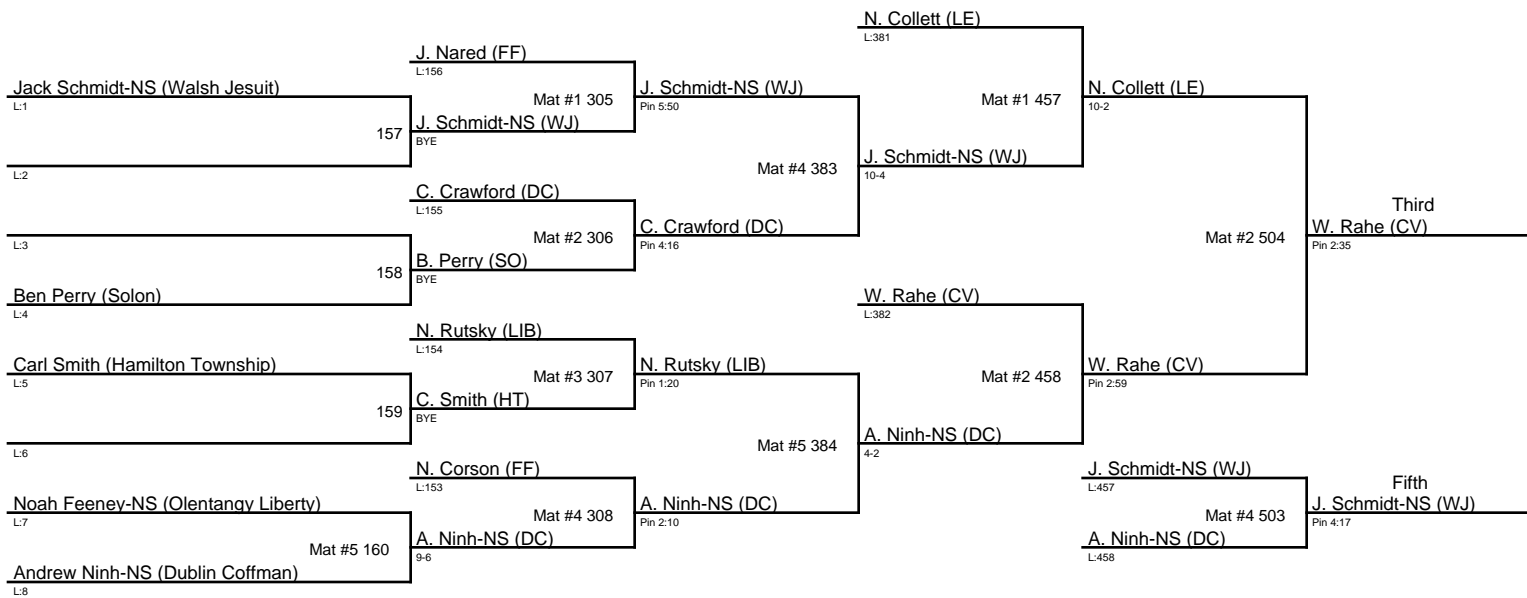 N. Collett (LE)
L:381
J. Nared (FF)
L:156
Jack Schmidt-NS (Walsh Jesuit)
L:1
Mat #1 305
J. Schmidt-NS (WJ)
Pin 5:50
Mat #1 457
N. Collett (LE)
10-2
157
J. Schmidt-NS (WJ)
BYE
L:2
Mat #4 383
J. Schmidt-NS (WJ)
10-4
C. Crawford (DC)
L:155
L:3
Mat #2 306
C. Crawford (DC)
Pin 4:16
Mat #2 504
Third
W. Rahe (CV)
Pin 2:35
158
B. Perry (SO)
BYE
Ben Perry (Solon)
L:4
W. Rahe (CV)
L:382
N. Rutsky (LIB)
L:154
Carl Smith (Hamilton Township)
L:5
Mat #3 307
N. Rutsky (LIB)
Pin 1:20
Mat #2 458
W. Rahe (CV)
Pin 2:59
159
C. Smith (HT)
BYE
L:6
Mat #5 384
A. Ninh-NS (DC)
4-2
N. Corson (FF)
L:153
J. Schmidt-NS (WJ)
L:457
Noah Feeney-NS (Olentangy Liberty)
L:7
Mat #4 308
A. Ninh-NS (DC)
Pin 2:10
Mat #4 503
Fifth
J. Schmidt-NS (WJ)
Pin 4:17
Mat #5 160
A. Ninh-NS (DC)
9-6
A. Ninh-NS (DC)
L:458
Andrew Ninh-NS (Dublin Coffman)
L:8